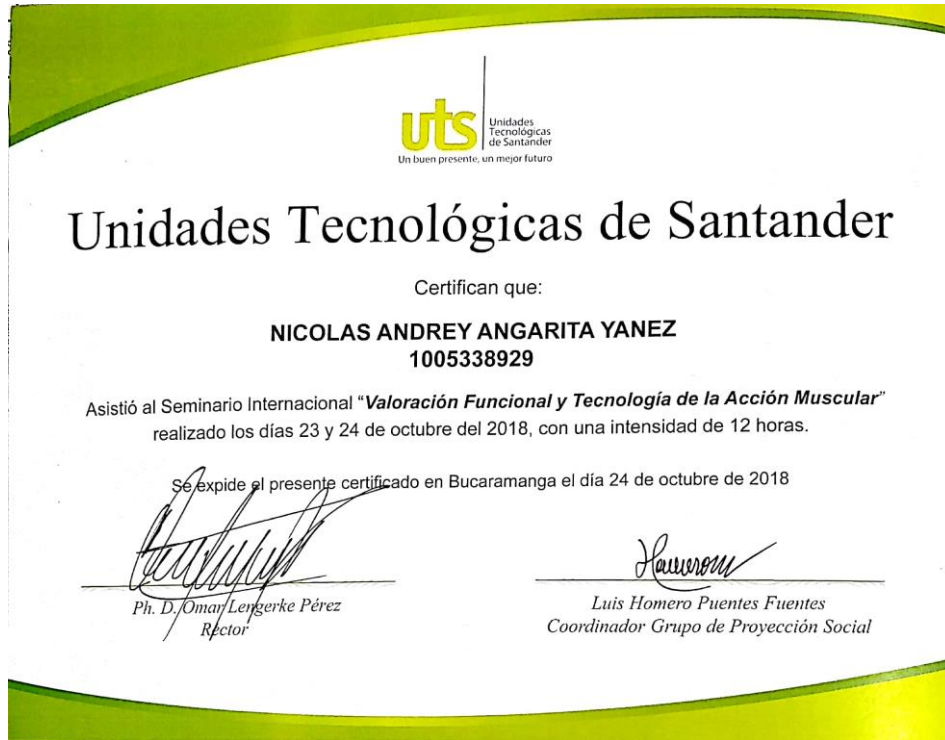 uts
Unidades
Tecnológicas
de Santander
Un buen presente, un mejor futuro
Unidades Tecnológicas de Santander
Certifican que:
NICOLAS ANDREY ANGARITA YANEZ
1005338929
Asistió al Seminario Internacional “Valoración Funcional y Tecnología de la Acción Muscular”
realizado los días 23 y 24 de octubre del 2018, con una intensidad de 12 horas.
Se expide el presente certificado en Bucaramanga el día 24 de octubre de 2018
Ph. D. Omar Lengerke Pérez
Rector
Luis Homero Puentes Fuentes
Coordinador Grupo de Proyección Social